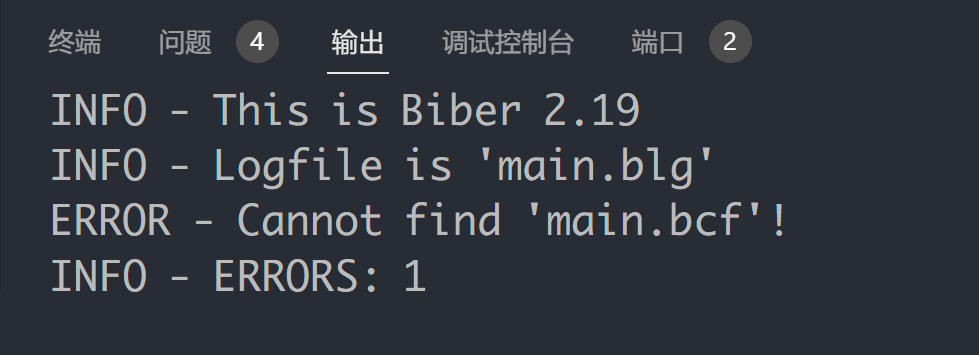 终端 问题 4 输出 调试控制台 端口 2
INFO - This is Biber 2.19
INFO - Logfile is 'main.blg'
ERROR - Cannot find 'main.bcf'!
INFO - ERRORS: 1